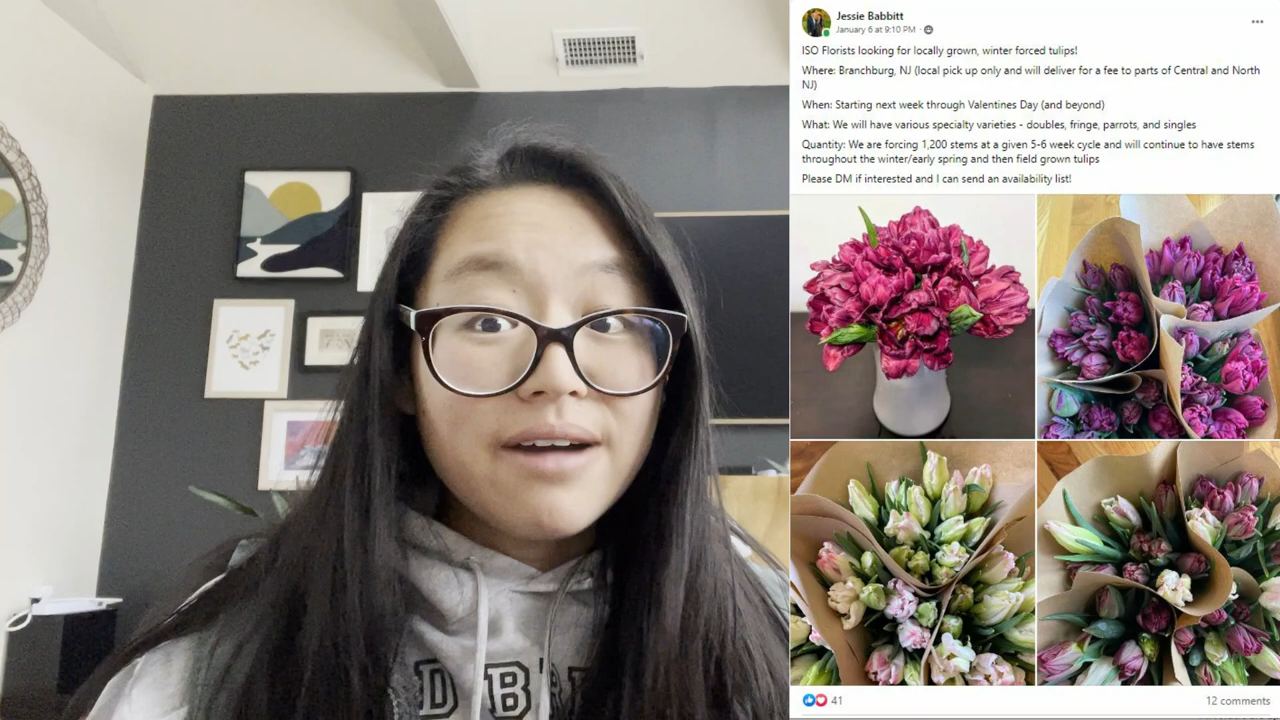 Jessie Babbitt
January 6 at 9:10 PM ·
ISO Florists looking for locally grown, winter forced tulips!
Where: Branchburg, NJ (local pick up only and will deliver for a fee to parts of Central and North
NJ)
When: Starting next week through Valentines Day (and beyond)
What: We will have various specialty varieties - doubles, fringe, parrots, and singles
Quantity: We are forcing 1,200 stems at a given 5-6 week cycle and will continue to have stems
throughout the winter/early spring and then field grown tulips
Please DM if interested and I can send an availability list!
41
12 comments